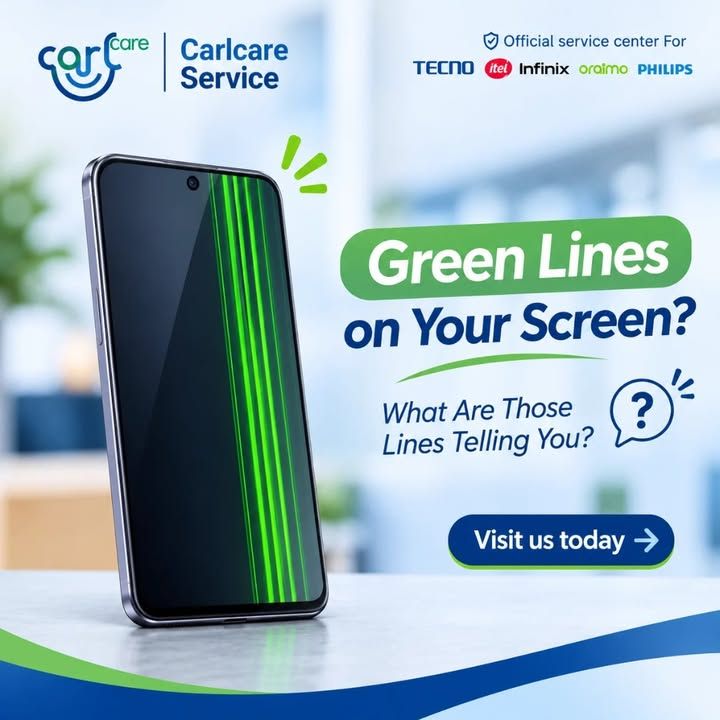 carlcare
Carlcare
Service
Official service center For
TECNO itel Infinix oraimo PHILIPS
Green Lines
on Your Screen?
What Are Those
Lines Telling You?
?
Visit us today